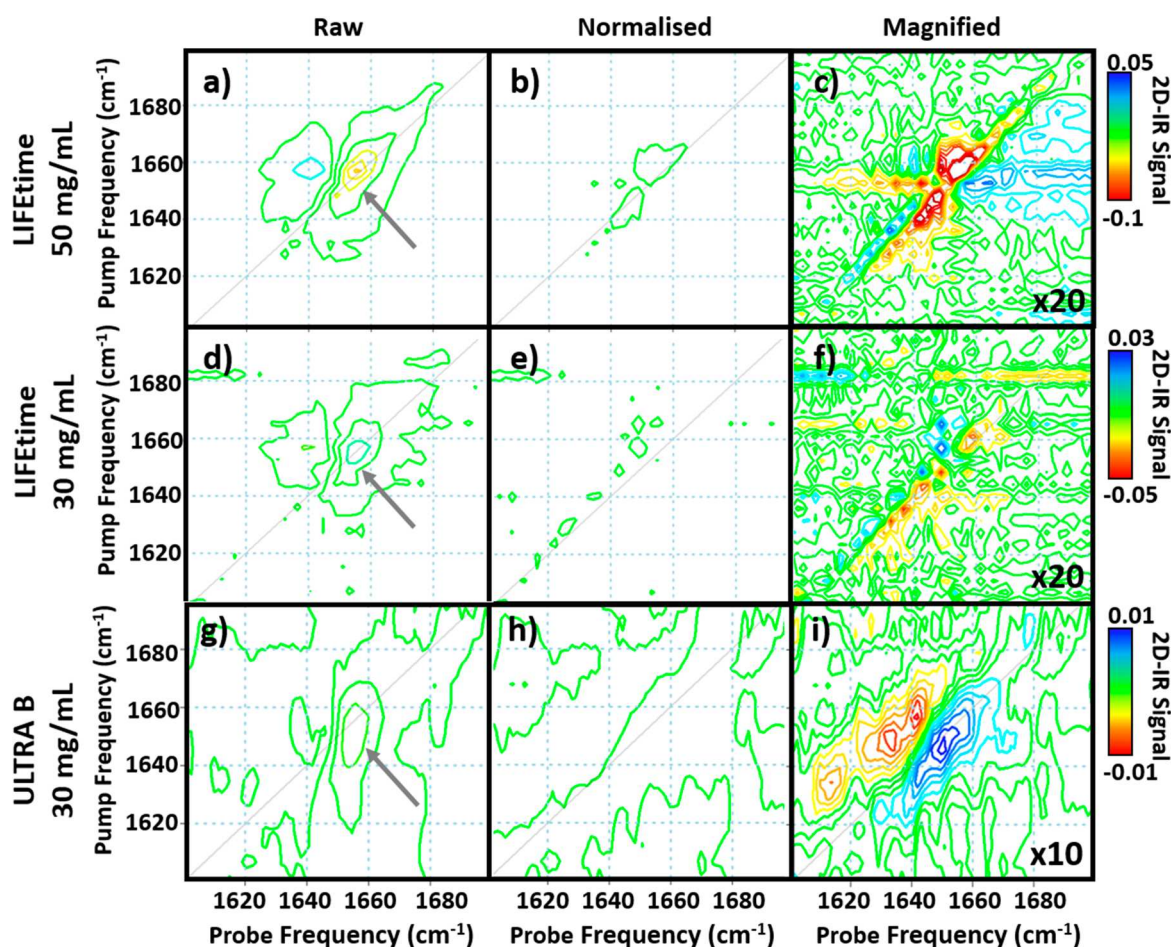 Raw
Normalised
Magnified
LIFEtime
50 mg/mL
Pump Frequency (cm⁻¹)
1680
1660
1640
1620
a)
b)
c)
x20
0.05
2D-IR Signal
-0.1
LIFEtime
30 mg/mL
Pump Frequency (cm⁻¹)
1680
1660
1640
1620
d)
e)
f)
x20
0.03
2D-IR Signal
-0.05
ULTRA B
30 mg/mL
Pump Frequency (cm⁻¹)
1680
1660
1640
1620
g)
h)
i)
x10
0.01
2D-IR Signal
-0.01
1620 1640 1660 1680
1620 1640 1660 1680
1620 1640 1660 1680
Probe Frequency (cm⁻¹)
Probe Frequency (cm⁻¹)
Probe Frequency (cm⁻¹)